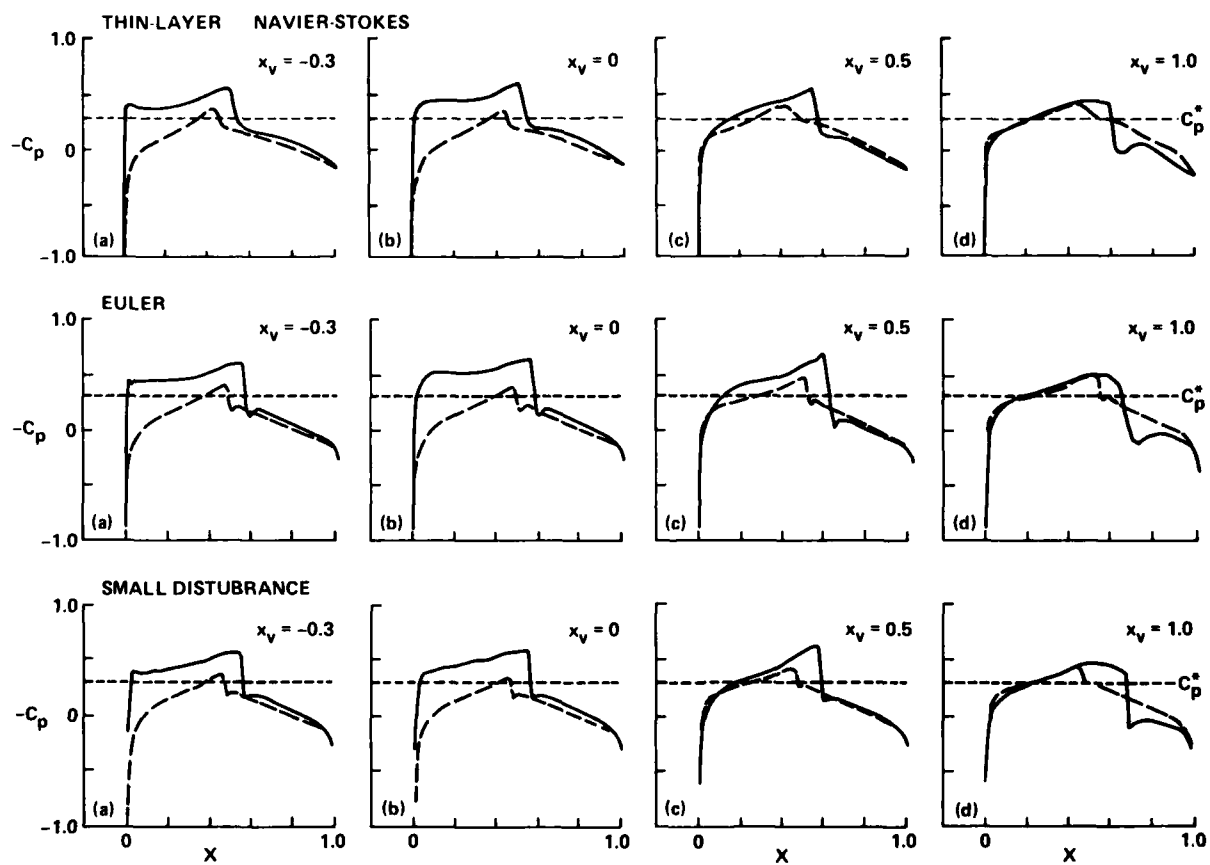 THIN-LAYER NAVIER-STOKES
1.0
x_v = -0.3
x_v = 0
x_v = 0.5
x_v = 1.0
C_p^*
-C_p
0
-1.0
(a)
(b)
(c)
(d)
EULER
1.0
x_v = -0.3
x_v = 0
x_v = 0.5
x_v = 1.0
C_p^*
-C_p
0
-1.0
(a)
(b)
(c)
(d)
SMALL DISTUBRANCE
1.0
x_v = -0.3
x_v = 0
x_v = 0.5
x_v = 1.0
C_p^*
-C_p
0
-1.0
(a)
(b)
(c)
(d)
0 X 1.0
0 X 1.0
0 X 1.0
0 X 1.0